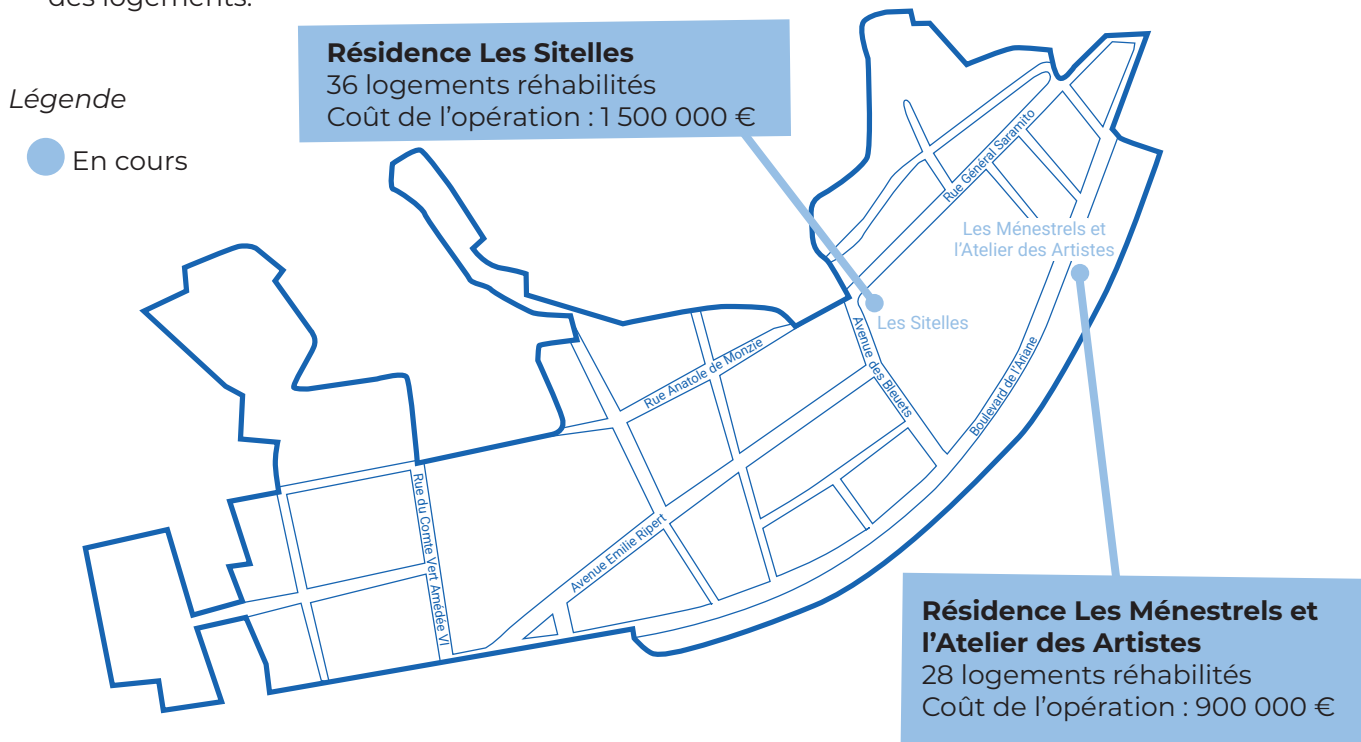 des logements.
Résidence Les Sitelles
36 logements réhabilités
Coût de l'opération : 1 500 000 €
Légende
En cours
Rue Général Saramito
Les Ménestrels et
l'Atelier des Artistes
Les Sitelles
Avenue des Bleuets
Rue Anatole de Monzie
Boulevard de l'Ariane
Rue du Comte Vert Amédée VI
Avenue Emilie Ripert
Résidence Les Ménestrels et
l'Atelier des Artistes
28 logements réhabilités
Coût de l'opération : 900 000 €